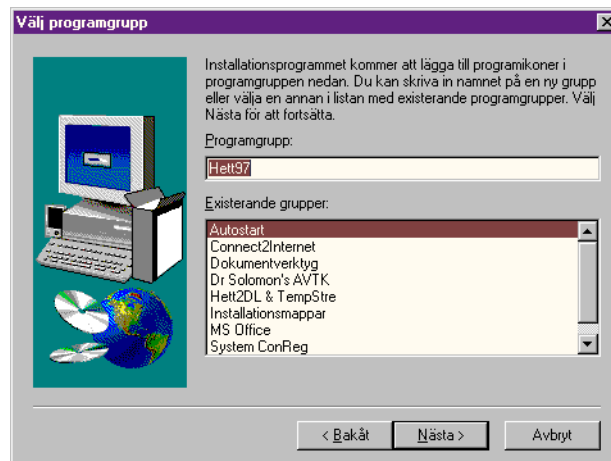 Välj programgrupp
Installationsprogrammet kommer att lägga till programikoner i
programgruppen nedan. Du kan skriva in namnet på en ny grupp
eller välja en annan i listan med existerande programgrupper. Välj
Nästa för att fortsätta.
Programgrupp:
Hett97
Existerande grupper:
Autostart
Connect2Internet
Dokumentverktyg
Dr Solomon's AVTK
Hett2DL & TempStre
Installationsmappar
MS Office
System ConReg
< Bakåt
Nästa >
Avbryt